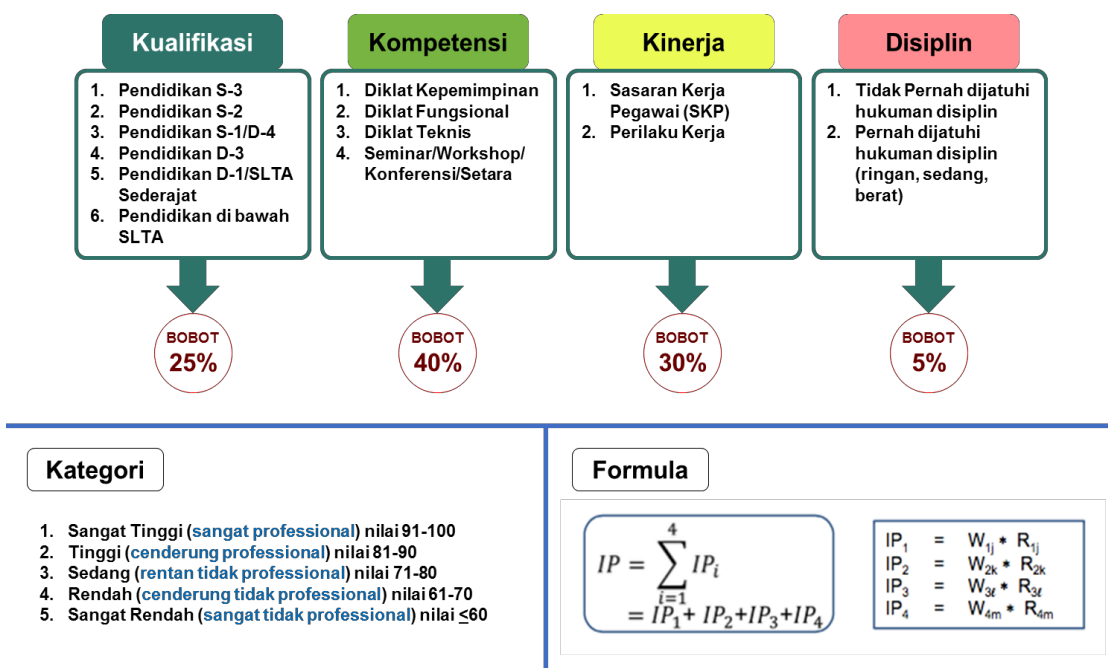 Kualifikasi
1. Pendidikan S-3
2. Pendidikan S-2
3. Pendidikan S-1/D-4
4. Pendidikan D-3
5. Pendidikan D-1/SLTA
Sederajat
6. Pendidikan di bawah
SLTA
BOBOT
25%
Kompetensi
1. Diklat Kepemimpinan
2. Diklat Fungsional
3. Diklat Teknis
4. Seminar/Workshop/
Konferensi/Setara
BOBOT
40%
Kinerja
1. Sasaran Kerja
Pegawai (SKP)
2. Perilaku Kerja
BOBOT
30%
Disiplin
1. Tidak Pernah dijatuhi
hukuman disiplin
2. Pernah dijatuhi
hukuman disiplin
(ringan, sedang,
berat)
BOBOT
5%
Kategori
1. Sangat Tinggi (sangat professional) nilai 91-100
2. Tinggi (cenderung professional) nilai 81-90
3. Sedang (rentan tidak professional) nilai 71-80
4. Rendah (cenderung tidak professional) nilai 61-70
5. Sangat Rendah (sangat tidak professional) nilai ≤60
Formula
4
IP = ∑ IPᵢ
i=1
= IP₁+ IP₂+IP₃+IP₄
IP₁ = W₁ⱼ * R₁ⱼ
IP₂ = W₂ₖ * R₂ₖ
IP₃ = W₃ℓ * R₃ℓ
IP₄ = W₄ₘ * R₄ₘ